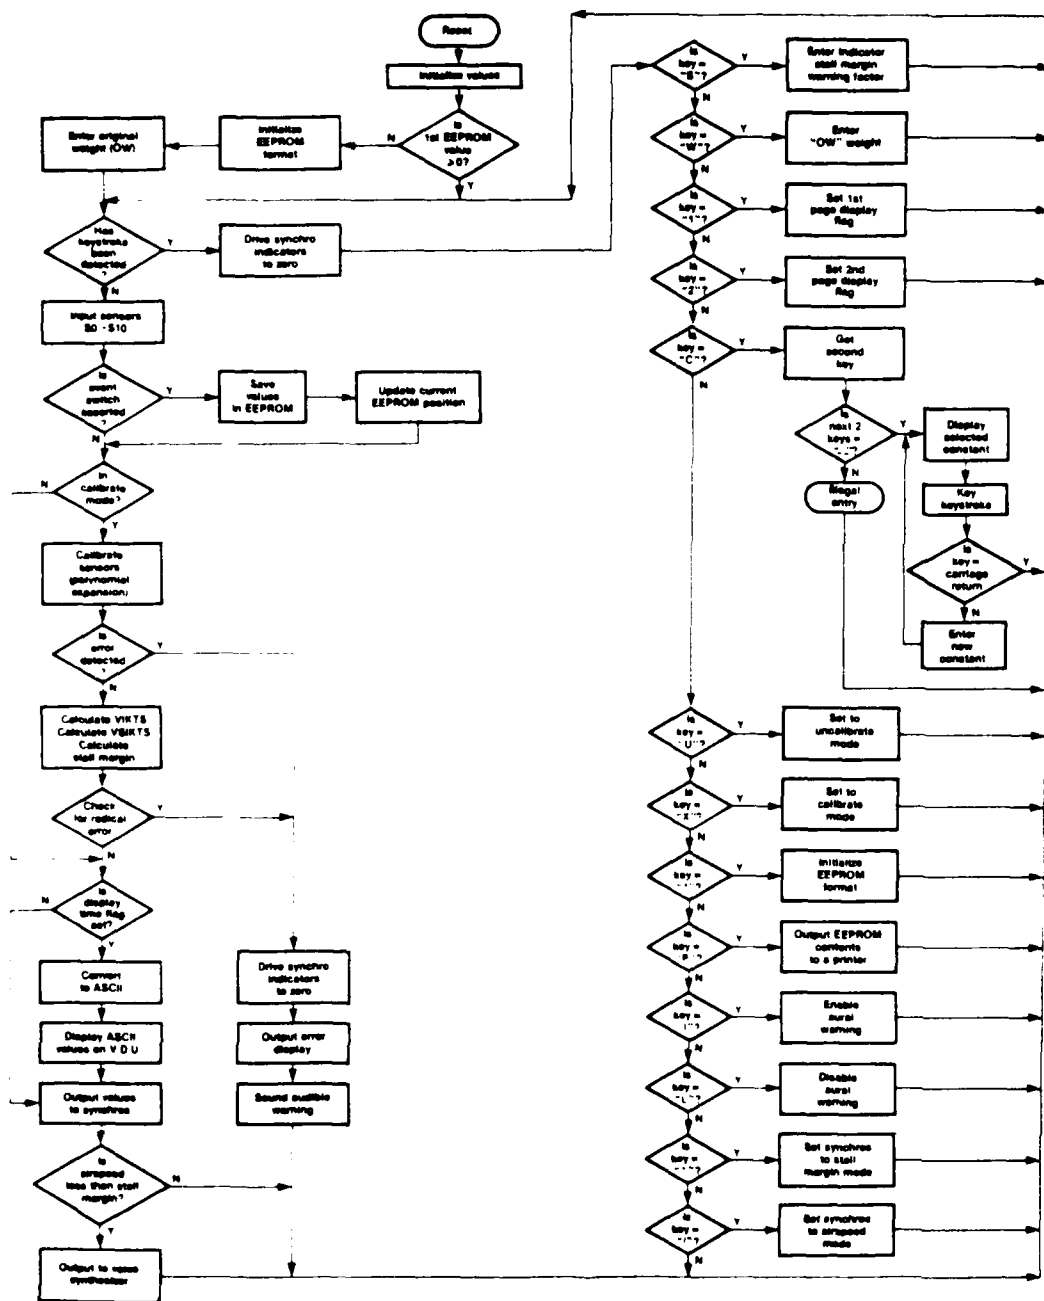 Reset
Initialize values
Is
1st EEPROM
value
≥0?
N
Y
Initialize
EEPROM
format
Enter original
weight (OW)
Has
keystroke
been
detected
?
Y
N
Drive synchro
indicators
to zero
Input sensors
S0 - S10
Is
event
switch
asserted
?
Y
N
Save
values
in EEPROM
Update current
EEPROM position
In
calibrate
mode?
N
Y
Calibrate
sensors
(polynomial
expansion)
Is
error
detected
?
Y
N
Calculate VIKTS
Calculate VSIKTS
Calculate
stall margin
Check
for radical
error
Y
N
Is
display
time flag
set?
N
Y
Convert
to ASCII
Display ASCII
values on V D U
Output values
to synchros
Is
airspeed
less than stall
margin?
N
Y
Output to voice
synthesizer
Drive synchro
indicators
to zero
Output error
display
Sound audible
warning
Is
key =
"S"?
Y
N
Enter indicator
stall margin
warning factor
Is
key =
"W"?
Y
N
Enter
"OW" weight
Is
key =
"1"?
Y
N
Set 1st
page display
flag
Is
key =
"2"?
Y
N
Set 2nd
page display
flag
Is
key =
"C"?
Y
N
Get
second
key
Is
next 2
keys =
Y
N
Display
selected
constant
Illegal
entry
Key
keystroke
Is
key =
carriage
return
Y
N
Enter
new
constant
Is
key =
"U"?
Y
N
Set to
uncalibrate
mode
Is
key =
"X"?
Y
N
Set to
calibrate
mode
Is
key =
Y
N
Initialize
EEPROM
format
Is
key =
"P"?
Y
N
Output EEPROM
contents
to a printer
Is
key =
Y
N
Enable
aural
warning
Is
key =
Y
N
Disable
aural
warning
Is
key =
Y
N
Set synchros
to stall
margin mode
Is
key =
Y
N
Set synchros
to airspeed
mode